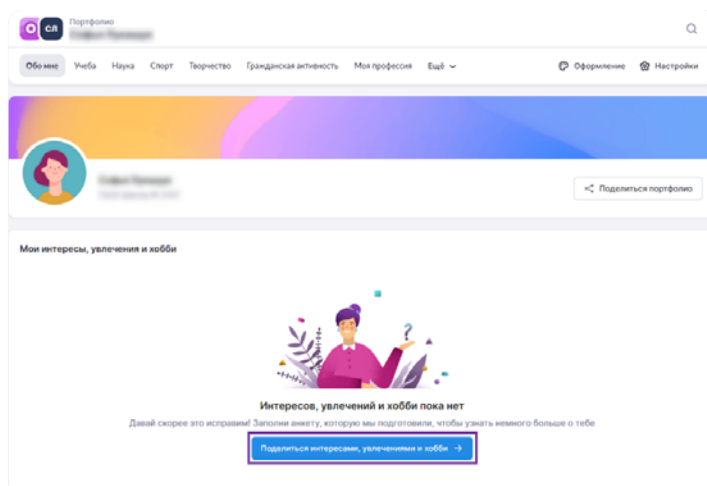 СЛ
Портфолио
Обо мне Учеба Наука Спорт Творчество Гражданская активность Моя профессия Ещё Оформление Настройки
Поделиться портфолио
Мои интересы, увлечения и хобби
Интересов, увлечений и хобби пока нет
Давай скорее это исправим! Заполни анкету, которую мы подготовили, чтобы узнать немного больше о тебе
Поделиться интересами, увлечениями и хобби →